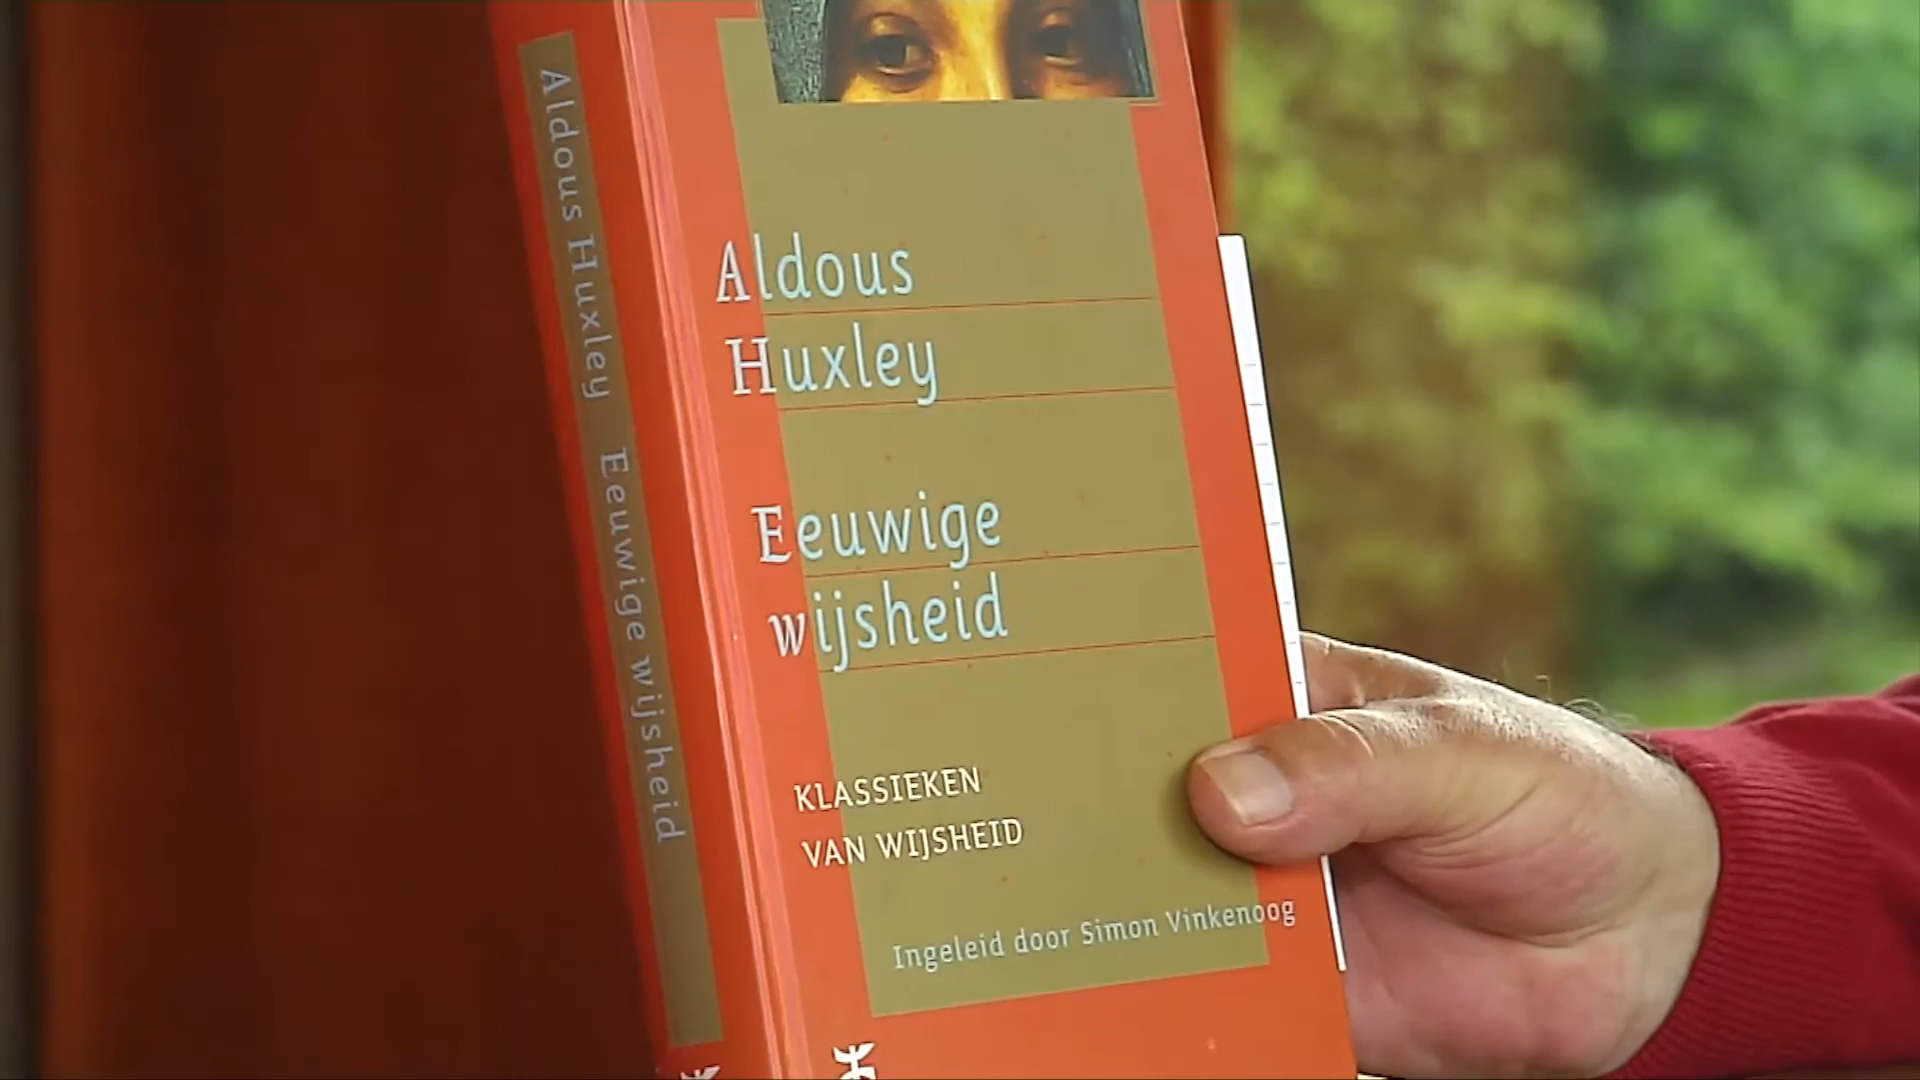 Aldous Huxley Eeuwige wijsheid
Aldous
Huxley
Eeuwige
wijsheid
KLASSIEKEN
VAN WIJSHEID
Ingeleid door Simon Vinkenoog